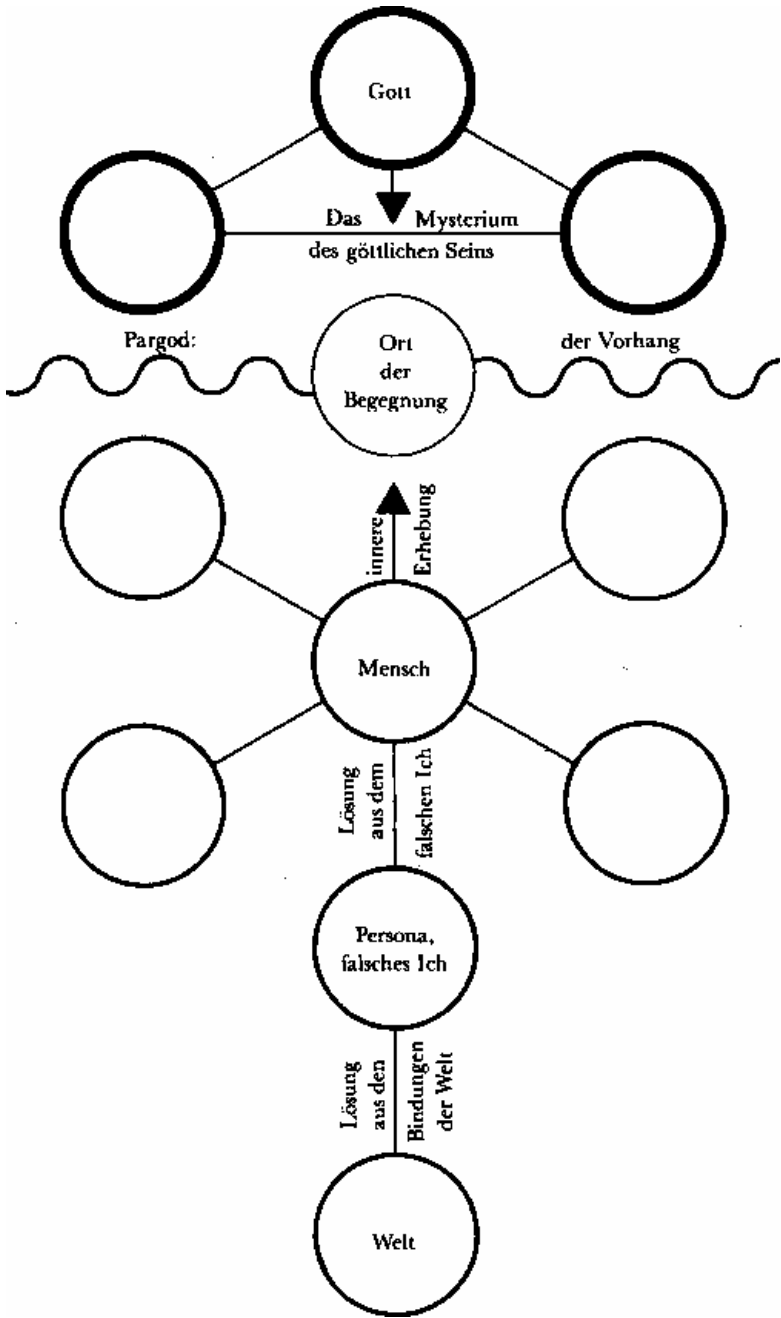 Gott
Das Mysterium
des göttlichen Seins
Pargod: der Vorhang
Ort
der
Begegnung
innere
Erhebung
Mensch
Lösung
aus dem
falschen Ich
Persona,
falsches Ich
Lösung
aus den
Bindungen
der Welt
Welt